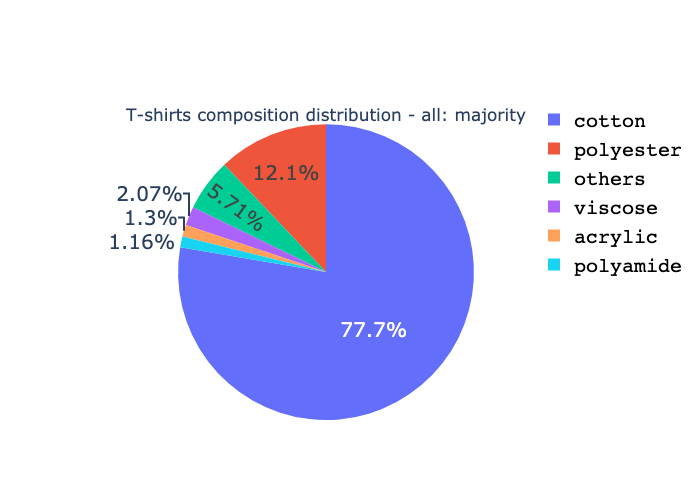 T-shirts composition distribution - all: majority
cotton
polyester
others
viscose
acrylic
polyamide
12.1%
5.71%
2.07%
1.3%
1.16%
77.7%